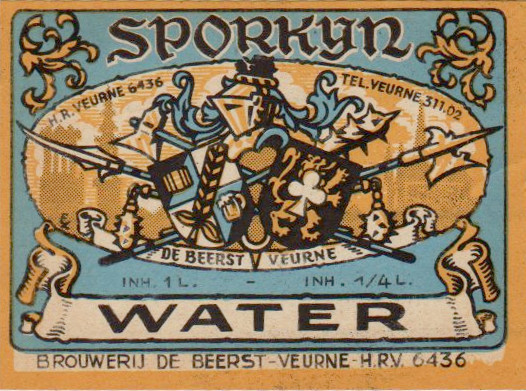 SPORKYN
H.R. VEURNE 6436
TEL. VEURNE 311.02
DE BEERST VEURNE
INH. 1 L. - INH. 1/4 L.
WATER
BROUWERIJ DE BEERST-VEURNE-H.R.V. 6436